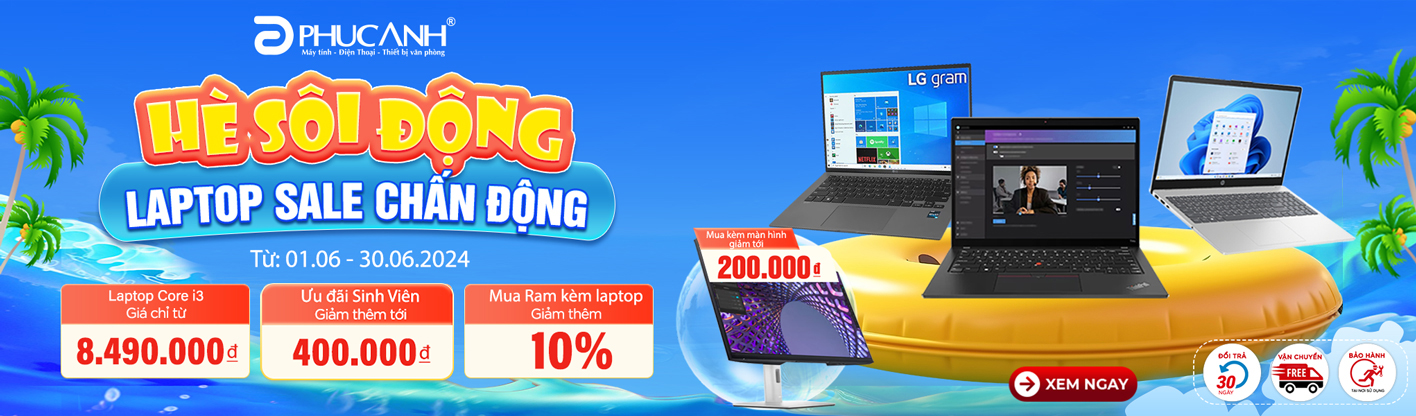 PHUCANH®
Máy tính - Điện Thoại - Thiết bị văn phòng
HÈ SÔI ĐỘNG
LAPTOP SALE CHẤN ĐỘNG
Từ: 01.06 - 30.06.2024
Laptop Core i3
Giá chỉ từ
8.490.000đ
Ưu đãi Sinh Viên
Giảm thêm tới
400.000đ
Mua Ram kèm laptop
Giảm thêm
10%
Mua kèm màn hình
giảm tới
200.000đ
LG gram
NETFLIX
ThinkPad
XEM NGAY
ĐỔI TRẢ
30
NGÀY
VẬN CHUYỂN
FREE
BẢO HÀNH
TẠI NƠI SỬ DỤNG